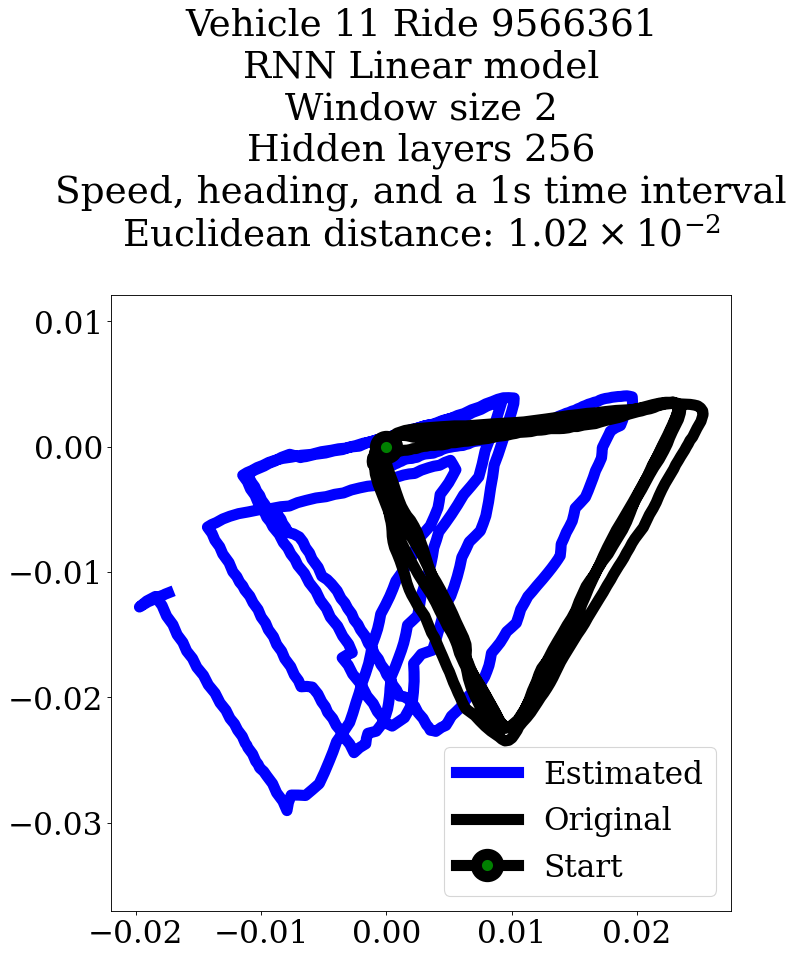 Vehicle 11 Ride 9566361
RNN Linear model
Window size 2
Hidden layers 256
Speed, heading, and a 1s time interval
Euclidean distance: 1.02 × 10⁻²
0.01
0.00
−0.01
−0.02
−0.03
Estimated
Original
Start
−0.02 −0.01 0.00 0.01 0.02